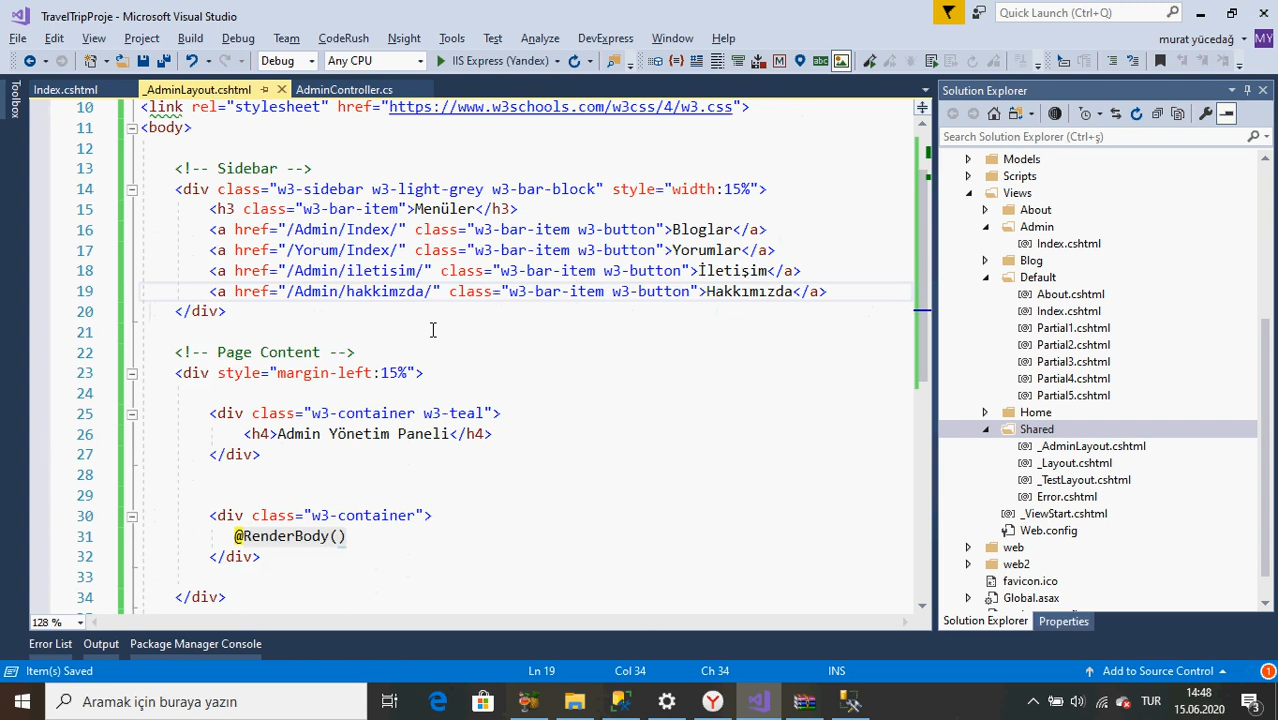 TravelTripProje - Microsoft Visual Studio
Quick Launch (Ctrl+Q)
File Edit View Project Build Debug Team CodeRush Nsight Tools Test DevExpress Analyze Window Help
murat yücedağ
MY
Debug Any CPU IIS Express (Yandex)
Toolbox
Index.cshtml _AdminLayout.cshtml AdminController.cs
10 <link rel="stylesheet" href="https://www.w3schools.com/w3css/4/w3.css">
11 <body>
12
13 <!-- Sidebar -->
14 <div class="w3-sidebar w3-light-grey w3-bar-block" style="width:15%">
15 <h3 class="w3-bar-item">Menüler</h3>
16 <a href="/Admin/Index/" class="w3-bar-item w3-button">Bloglar</a>
17 <a href="/Yorum/Index/" class="w3-bar-item w3-button">Yorumlar</a>
18 <a href="/Admin/iletisim/" class="w3-bar-item w3-button">İletişim</a>
19 <a href="/Admin/hakkimzda/" class="w3-bar-item w3-button">Hakkımızda</a>
20 </div>
21
22 <!-- Page Content -->
23 <div style="margin-left:15%">
24
25 <div class="w3-container w3-teal">
26 <h4>Admin Yönetim Paneli</h4>
27 </div>
28
29
30 <div class="w3-container">
31 @RenderBody()
32 </div>
33
34 </div>
128 %
Solution Explorer
Search Solution Explorer (Ctrl+ş)
Models
Scripts
Views
About
Admin
Index.cshtml
Blog
Default
About.cshtml
Index.cshtml
Partial1.cshtml
Partial2.cshtml
Partial3.cshtml
Partial4.cshtml
Partial5.cshtml
Home
Shared
_AdminLayout.cshtml
_Layout.cshtml
_TestLayout.cshtml
Error.cshtml
_ViewStart.cshtml
Web.config
web
web2
favicon.ico
Global.asax
Solution Explorer Properties
Error List Output Package Manager Console
Item(s) Saved Ln 19 Col 34 Ch 34 INS Add to Source Control 1
Aramak için buraya yazın
TUR
14:48
15.06.2020
3